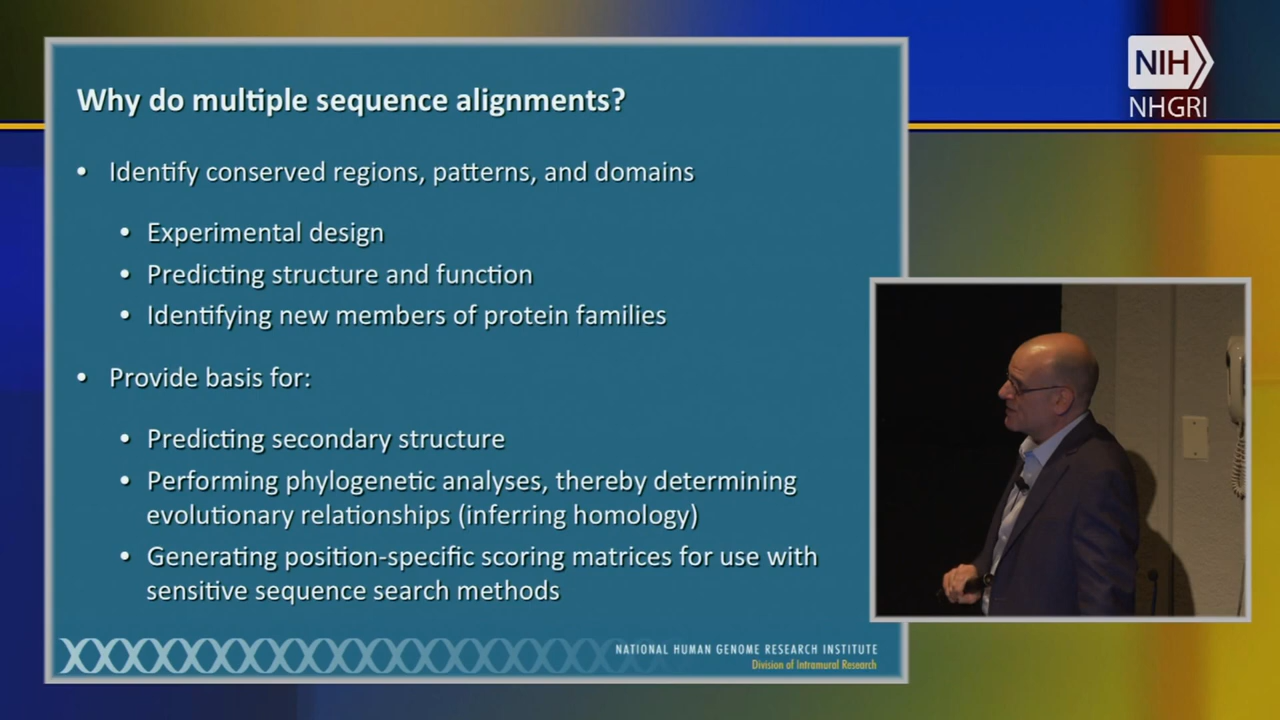 Why do multiple sequence alignments?
• Identify conserved regions, patterns, and domains
• Experimental design
• Predicting structure and function
• Identifying new members of protein families
• Provide basis for:
• Predicting secondary structure
• Performing phylogenetic analyses, thereby determining
evolutionary relationships (inferring homology)
• Generating position-specific scoring matrices for use with
sensitive sequence search methods
NATIONAL HUMAN GENOME RESEARCH INSTITUTE
Division of Intramural Research
NIH
NHGRI